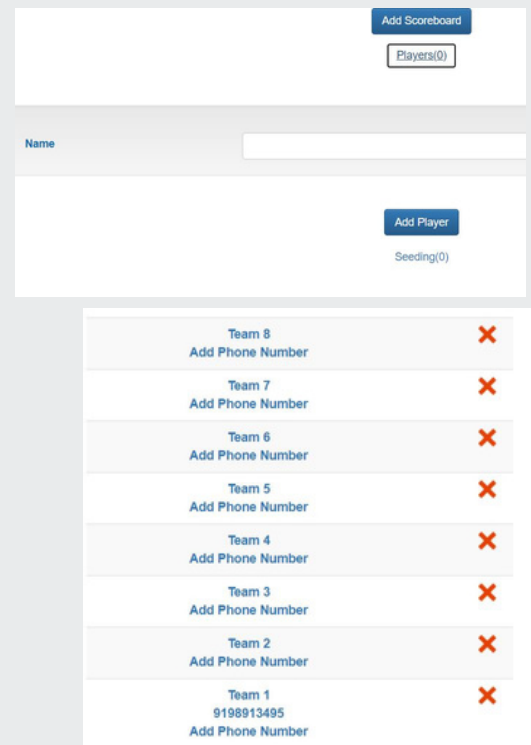 Add Scoreboard
Players(0)
Name
Add Player
Seeding(0)
Team 8
Add Phone Number
Team 7
Add Phone Number
Team 6
Add Phone Number
Team 5
Add Phone Number
Team 4
Add Phone Number
Team 3
Add Phone Number
Team 2
Add Phone Number
Team 1
9198913495
Add Phone Number